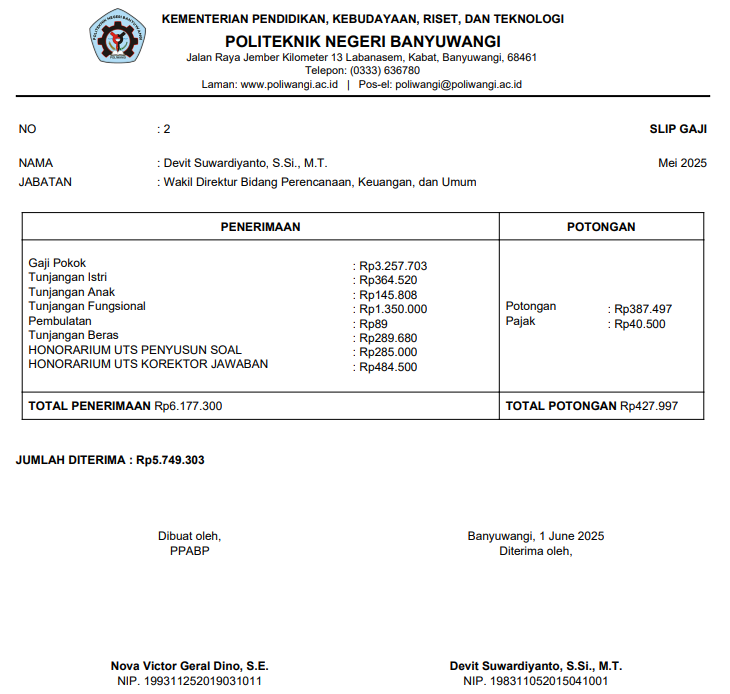 KEMENTERIAN PENDIDIKAN, KEBUDAYAAN, RISET, DAN TEKNOLOGI
POLITEKNIK NEGERI BANYUWANGI
Jalan Raya Jember Kilometer 13 Labanasem, Kabat, Banyuwangi, 68461
Telepon: (0333) 636780
Laman: www.poliwangi.ac.id | Pos-el: poliwangi@poliwangi.ac.id
NO : 2 SLIP GAJI
NAMA : Devit Suwardiyanto, S.Si., M.T. Mei 2025
JABATAN : Wakil Direktur Bidang Perencanaan, Keuangan, dan Umum
PENERIMAAN POTONGAN
Gaji Pokok : Rp3.257.703
Tunjangan Istri : Rp364.520
Tunjangan Anak : Rp145.808
Tunjangan Fungsional : Rp1.350.000 Potongan : Rp387.497
Pembulatan : Rp89 Pajak : Rp40.500
Tunjangan Beras : Rp289.680
HONORARIUM UTS PENYUSUN SOAL : Rp285.000
HONORARIUM UTS KOREKTOR JAWABAN : Rp484.500
TOTAL PENERIMAAN Rp6.177.300 TOTAL POTONGAN Rp427.997
JUMLAH DITERIMA : Rp5.749.303
Dibuat oleh, Banyuwangi, 1 June 2025
PPABP Diterima oleh,
Nova Victor Geral Dino, S.E. Devit Suwardiyanto, S.Si., M.T.
NIP. 199311252019031011 NIP. 198311052015041001